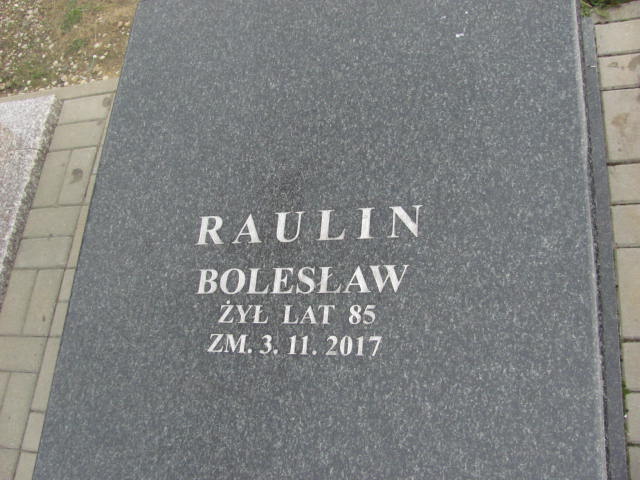 RAULIN
BOLESŁAW
ŻYŁ LAT 85
ZM. 3. 11. 2017